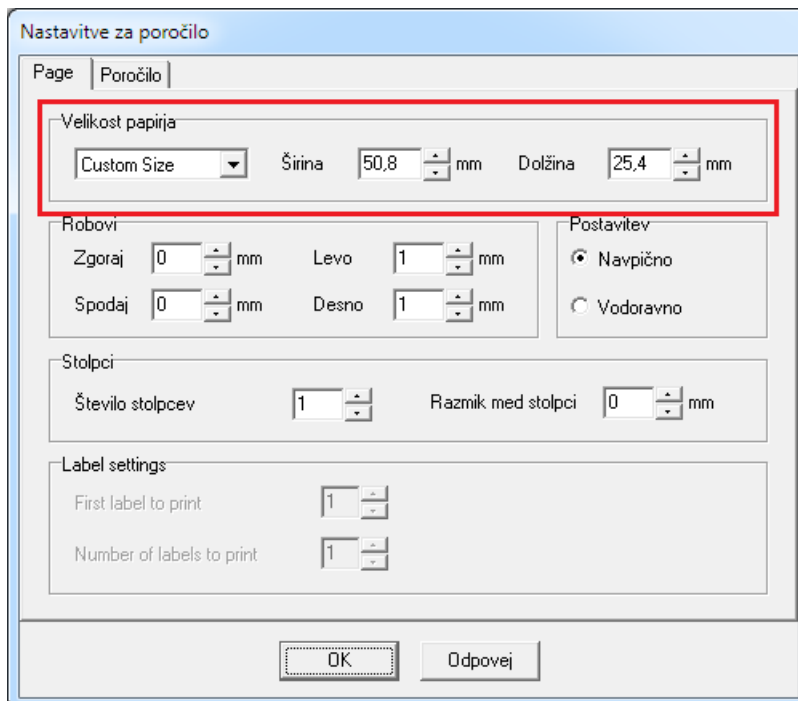 Nastavitve za poročilo
Page Poročilo
Velikost papirja
Custom Size Širina 50,8 mm Dolžina 25,4 mm
Robovi Postavitev
Zgoraj 0 mm Levo 1 mm Navpično
Spodaj 0 mm Desno 1 mm Vodoravno
Stolpci
Število stolpcev 1 Razmik med stolpci 0 mm
Label settings
First label to print 1
Number of labels to print 1
OK Odpovej